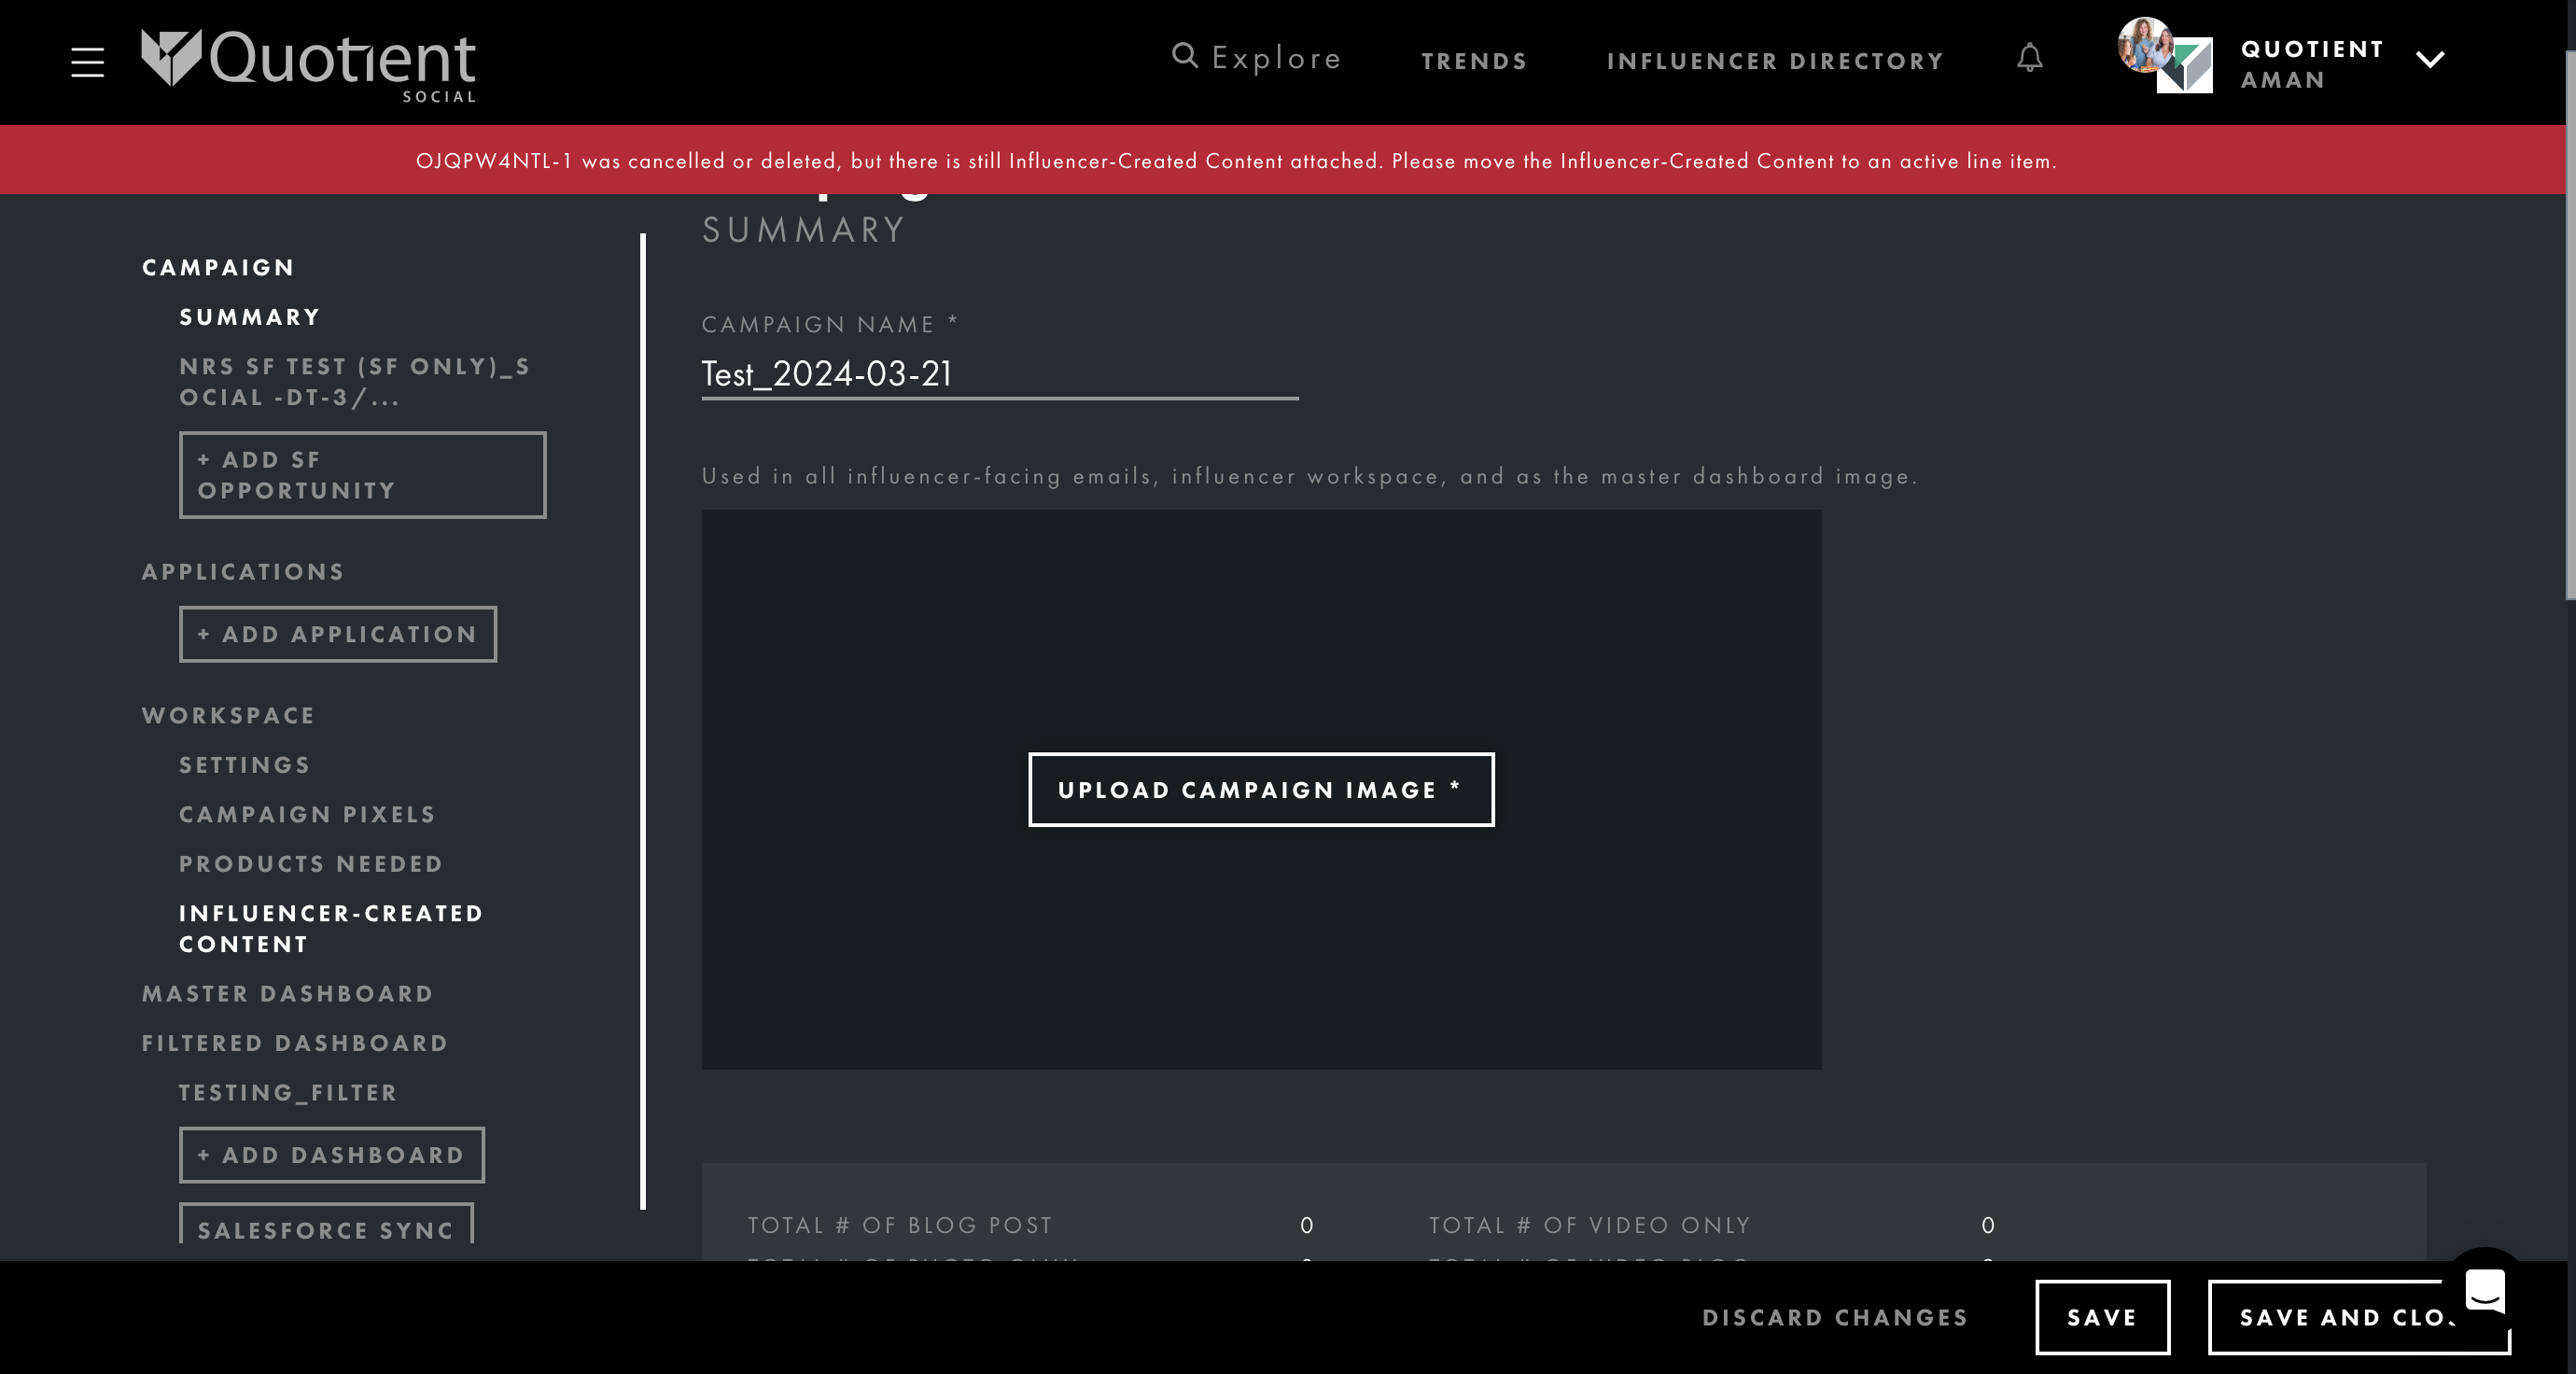 Quotient
SOCIAL
Explore
TRENDS
INFLUENCER DIRECTORY
QUOTIENT
AMAN
OJQPW4NTL-1 was cancelled or deleted, but there is still Influencer-Created Content attached. Please move the Influencer-Created Content to an active line item.
CAMPAIGN
SUMMARY
NRS SF TEST (SF ONLY)_S
OCIAL -DT-3/...
+ ADD SF
OPPORTUNITY
APPLICATIONS
+ ADD APPLICATION
WORKSPACE
SETTINGS
CAMPAIGN PIXELS
PRODUCTS NEEDED
INFLUENCER-CREATED
CONTENT
MASTER DASHBOARD
FILTERED DASHBOARD
TESTING_FILTER
+ ADD DASHBOARD
SALESFORCE SYNC
SUMMARY
CAMPAIGN NAME *
Test_2024-03-21
Used in all influencer-facing emails, influencer workspace, and as the master dashboard image.
UPLOAD CAMPAIGN IMAGE *
TOTAL # OF BLOG POST 0
TOTAL # OF VIDEO ONLY 0
DISCARD CHANGES
SAVE
SAVE AND CLO